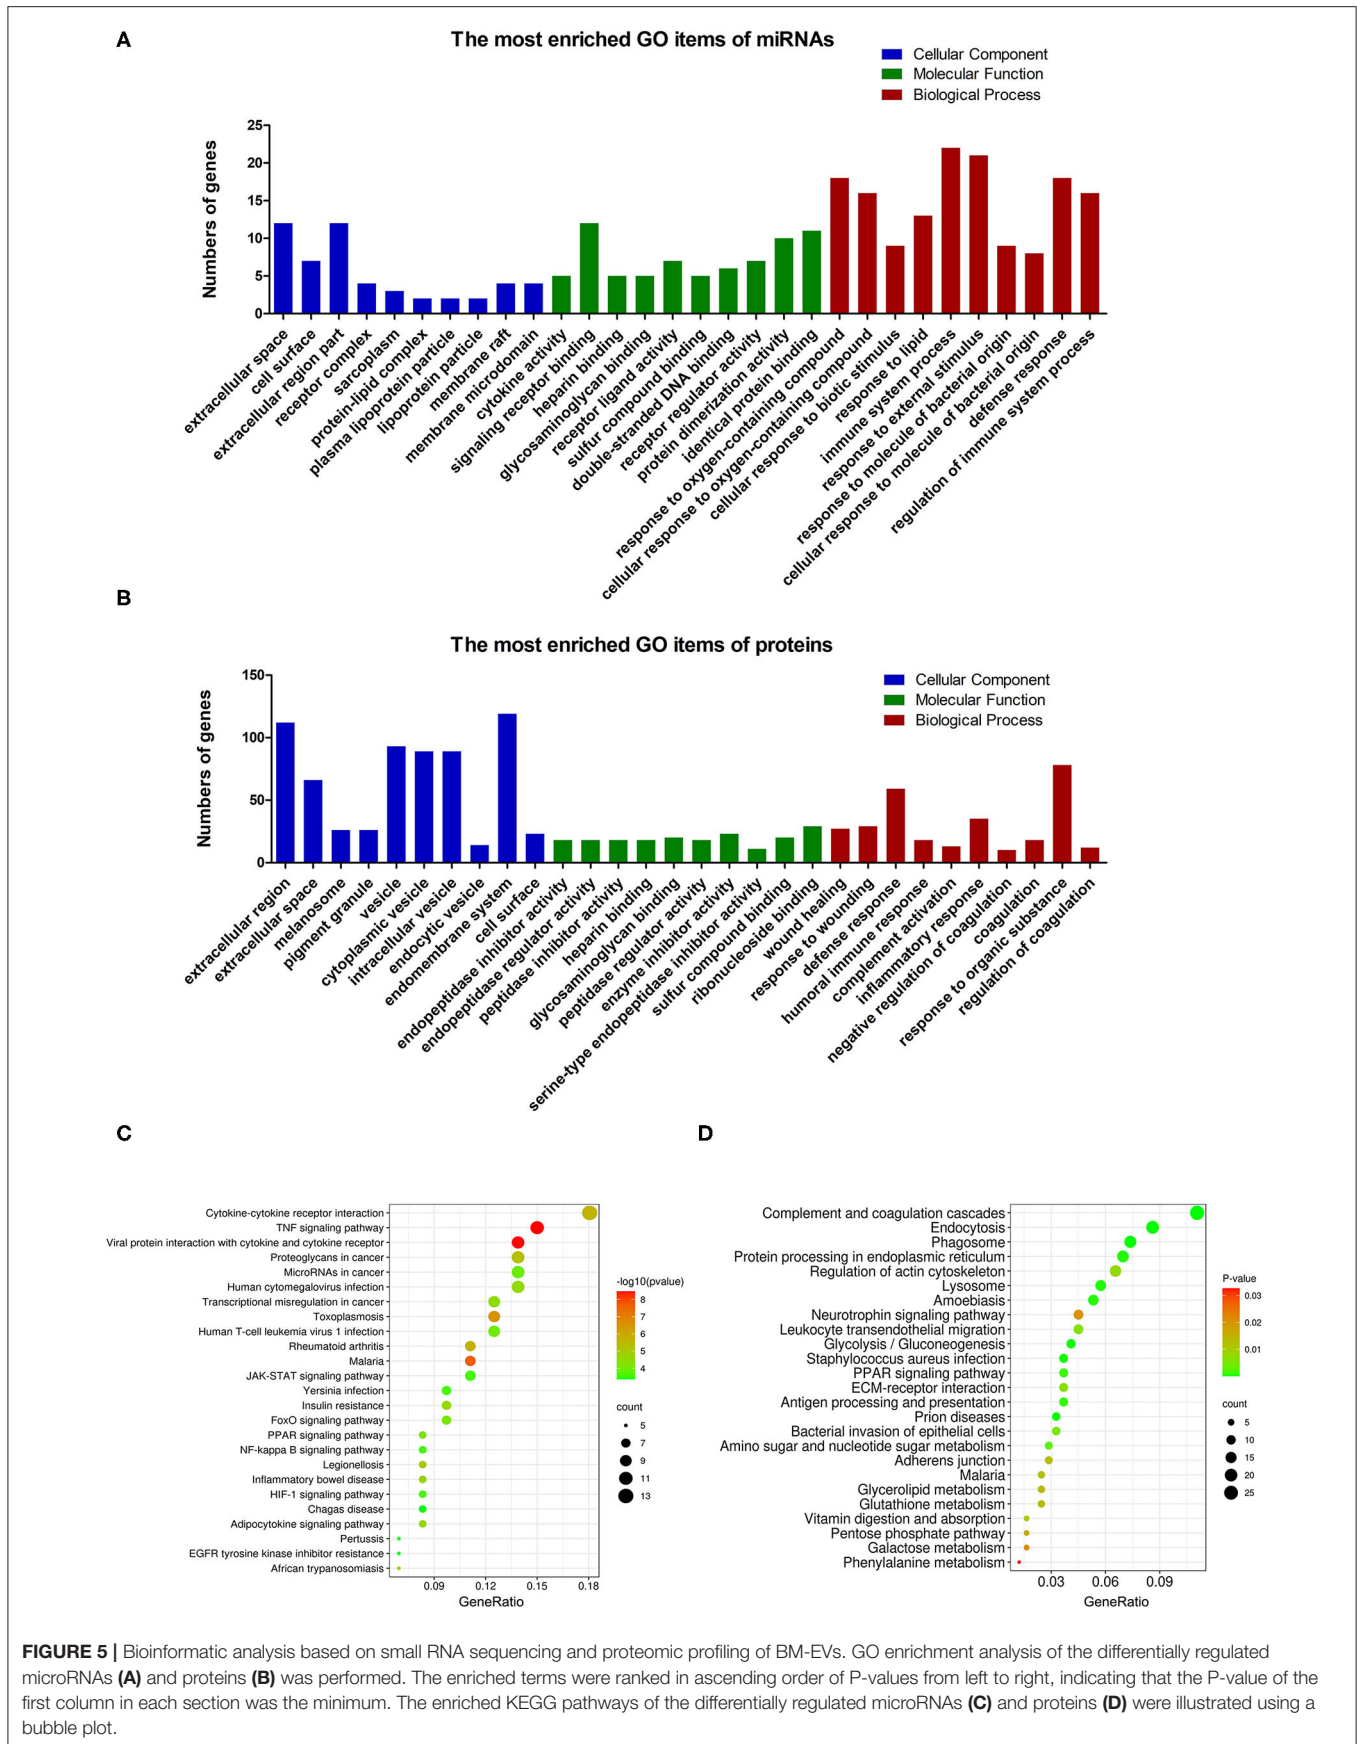 A
The most enriched GO items of miRNAs
Cellular Component
Molecular Function
Biological Process
Numbers of genes
25
20
15
10
5
0
extracellular space
cell surface
extracellular region part
receptor complex
sarcoplasm
protein-lipid complex
plasma lipoprotein particle
lipoprotein particle
membrane raft
membrane microdomain
cytokine activity
signaling receptor binding
heparin binding
glycosaminoglycan binding
receptor ligand activity
sulfur compound binding
double-stranded DNA binding
receptor regulator activity
protein dimerization activity
identical protein binding
response to oxygen-containing compound
cellular response to oxygen-containing compound
cellular response to biotic stimulus
response to lipid
immune system process
response to external stimulus
response to molecule of bacterial origin
cellular response to molecule of bacterial origin
defense response
regulation of immune system process
B
The most enriched GO items of proteins
Cellular Component
Molecular Function
Biological Process
Numbers of genes
150
100
50
0
extracellular region
extracellular space
melanosome
pigment granule
vesicle
cytoplasmic vesicle
intracellular vesicle
endocytic vesicle
endomembrane system
cell surface
endopeptidase inhibitor activity
endopeptidase regulator activity
peptidase inhibitor activity
heparin binding
glycosaminoglycan binding
peptidase regulator activity
enzyme inhibitor activity
serine-type endopeptidase inhibitor activity
sulfur compound binding
ribonucleoside binding
wound healing
response to wounding
defense response
humoral immune response
complement activation
inflammatory response
negative regulation of coagulation
coagulation
response to organic substance
regulation of coagulation
C
Cytokine-cytokine receptor interaction
TNF signaling pathway
Viral protein interaction with cytokine and cytokine receptor
Proteoglycans in cancer
MicroRNAs in cancer
Human cytomegalovirus infection
Transcriptional misregulation in cancer
Toxoplasmosis
Human T-cell leukemia virus 1 infection
Rheumatoid arthritis
Malaria
JAK-STAT signaling pathway
Yersinia infection
Insulin resistance
FoxO signaling pathway
PPAR signaling pathway
NF-kappa B signaling pathway
Legionellosis
Inflammatory bowel disease
HIF-1 signaling pathway
Chagas disease
Adipocytokine signaling pathway
Pertussis
EGFR tyrosine kinase inhibitor resistance
African trypanosomiasis
0.09 0.12 0.15 0.18
GeneRatio
-log10(pvalue)
8
7
6
5
4
count
5
7
9
11
13
D
Complement and coagulation cascades
Endocytosis
Phagosome
Protein processing in endoplasmic reticulum
Regulation of actin cytoskeleton
Lysosome
Amoebiasis
Neurotrophin signaling pathway
Leukocyte transendothelial migration
Glycolysis / Gluconeogenesis
Staphylococcus aureus infection
PPAR signaling pathway
ECM-receptor interaction
Antigen processing and presentation
Prion diseases
Bacterial invasion of epithelial cells
Amino sugar and nucleotide sugar metabolism
Adherens junction
Malaria
Glycerolipid metabolism
Glutathione metabolism
Vitamin digestion and absorption
Pentose phosphate pathway
Galactose metabolism
Phenylalanine metabolism
0.03 0.06 0.09
GeneRatio
P-value
0.03
0.02
0.01
count
5
10
15
20
25
FIGURE 5 | Bioinformatic analysis based on small RNA sequencing and proteomic profiling of BM-EVs. GO enrichment analysis of the differentially regulated
microRNAs (A) and proteins (B) was performed. The enriched terms were ranked in ascending order of P-values from left to right, indicating that the P-value of the
first column in each section was the minimum. The enriched KEGG pathways of the differentially regulated microRNAs (C) and proteins (D) were illustrated using a
bubble plot.